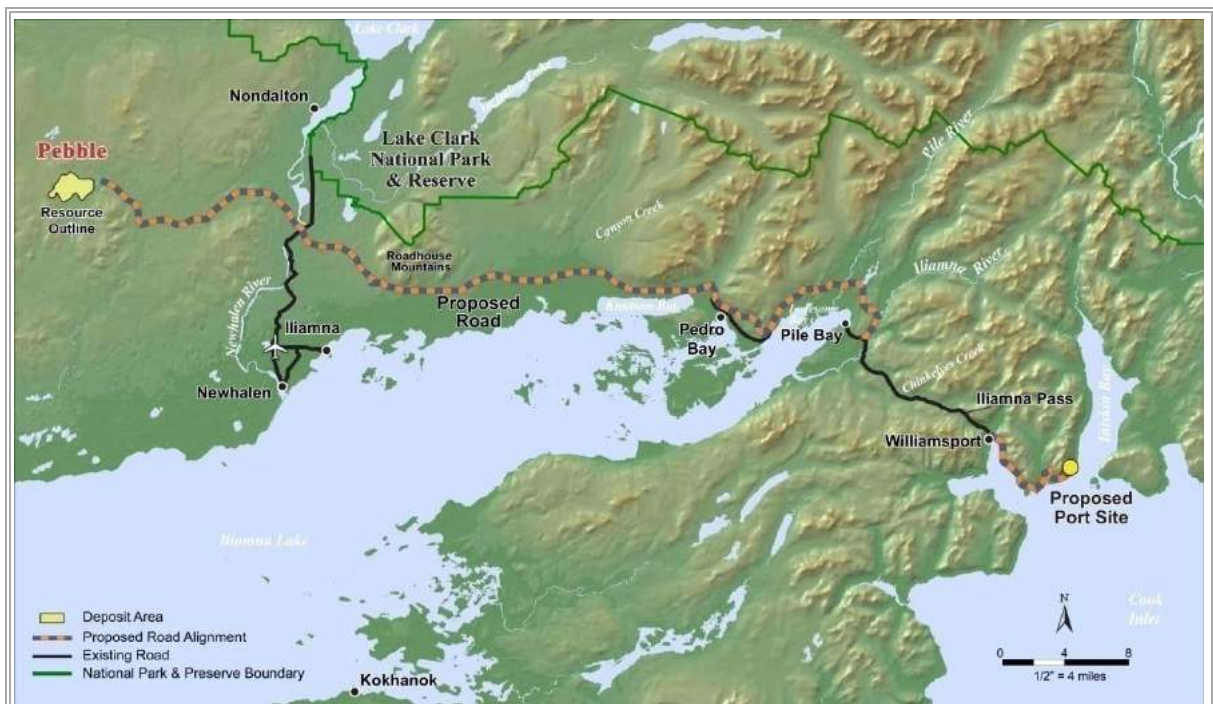 Lake Clark
Nondalton
Pebble
Resource
Outline
Lake Clark
National Park
& Reserve
Pile River
Canyon Creek
Roadhouse
Mountains
Iliamna River
Newhalen River
Proposed
Road
Knutson Bay
Iliamna
Pedro
Bay
Pile Bay
Newhalen
Iliamna Pass
Williamsport
Proposed
Port Site
Iliamna Lake
Cook
Inlet
Kokhanok
Deposit Area
Proposed Road Alignment
Existing Road
National Park & Preserve Boundary
N
0 4 8
1/2" = 4 miles